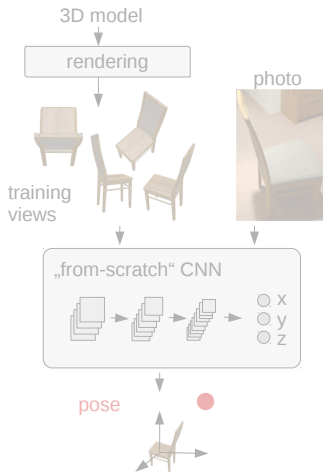 3D model
rendering
photo
training
views
„from-scratch“ CNN
x
y
z
pose